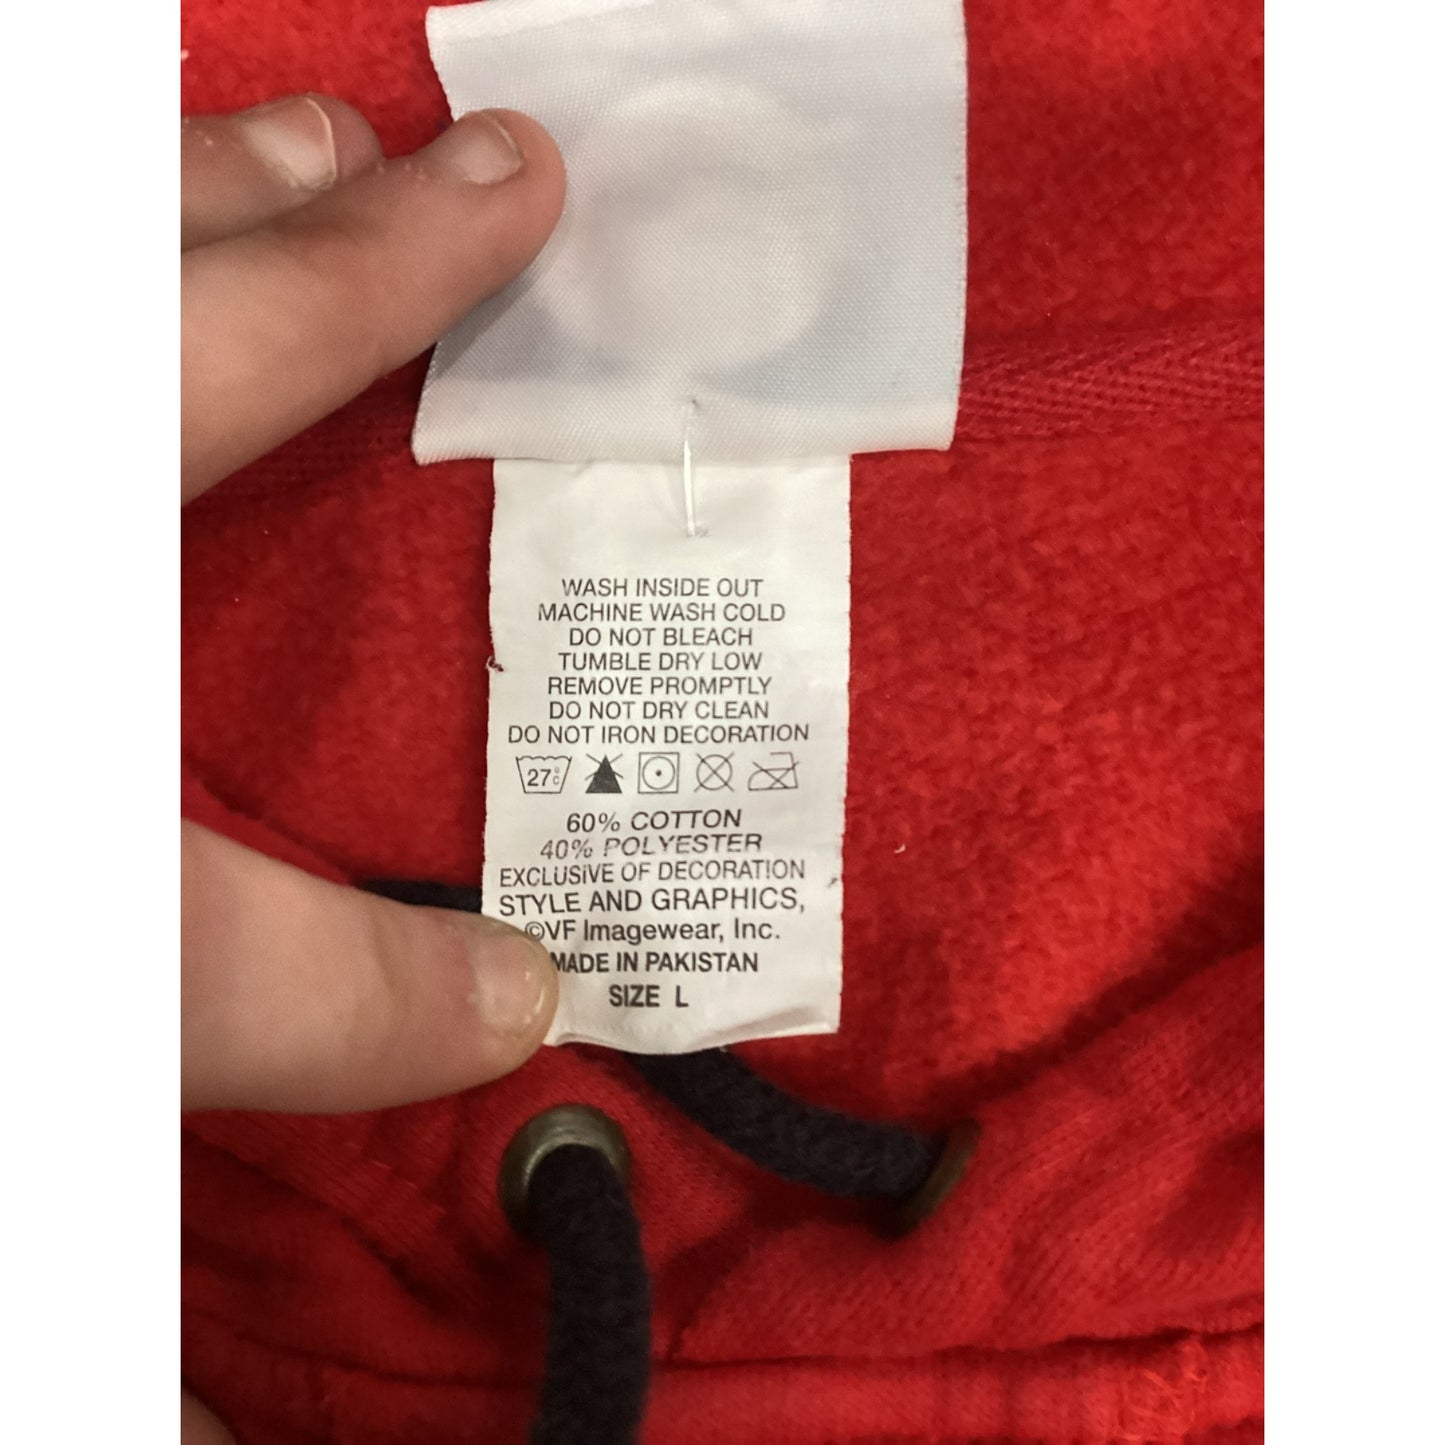 WASH INSIDE OUT
MACHINE WASH COLD
DO NOT BLEACH
TUMBLE DRY LOW
REMOVE PROMPTLY
DO NOT DRY CLEAN
DO NOT IRON DECORATION
27°C
60% COTTON
40% POLYESTER
EXCLUSIVE OF DECORATION
STYLE AND GRAPHICS,
©VF Imagewear, Inc.
MADE IN PAKISTAN
SIZE L